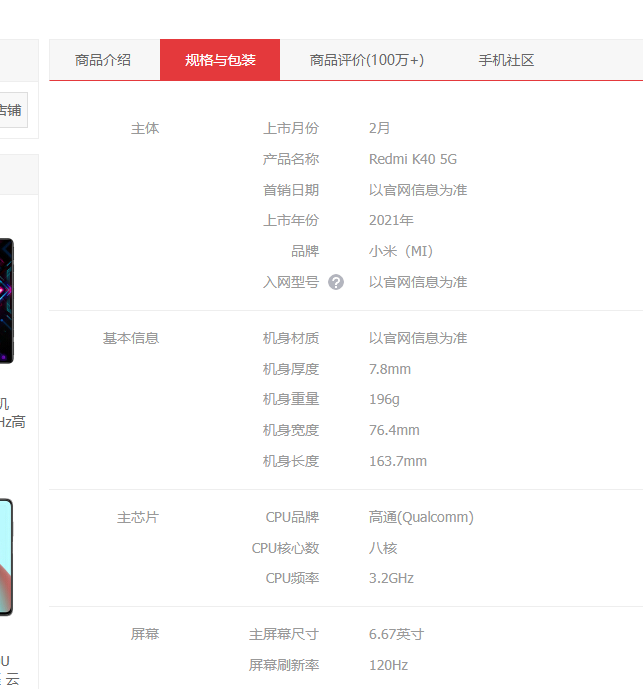 商品介绍 规格与包装 商品评价(100万+) 手机社区
店铺
主体 上市月份 2月
产品名称 Redmi K40 5G
首销日期 以官网信息为准
上市年份 2021年
品牌 小米（MI）
入网型号 ? 以官网信息为准
基本信息 机身材质 以官网信息为准
机身厚度 7.8mm
机身重量 196g
机身宽度 76.4mm
机身长度 163.7mm
主芯片 CPU品牌 高通(Qualcomm)
CPU核心数 八核
CPU频率 3.2GHz
屏幕 主屏幕尺寸 6.67英寸
屏幕刷新率 120Hz
机
Hz高
U
云